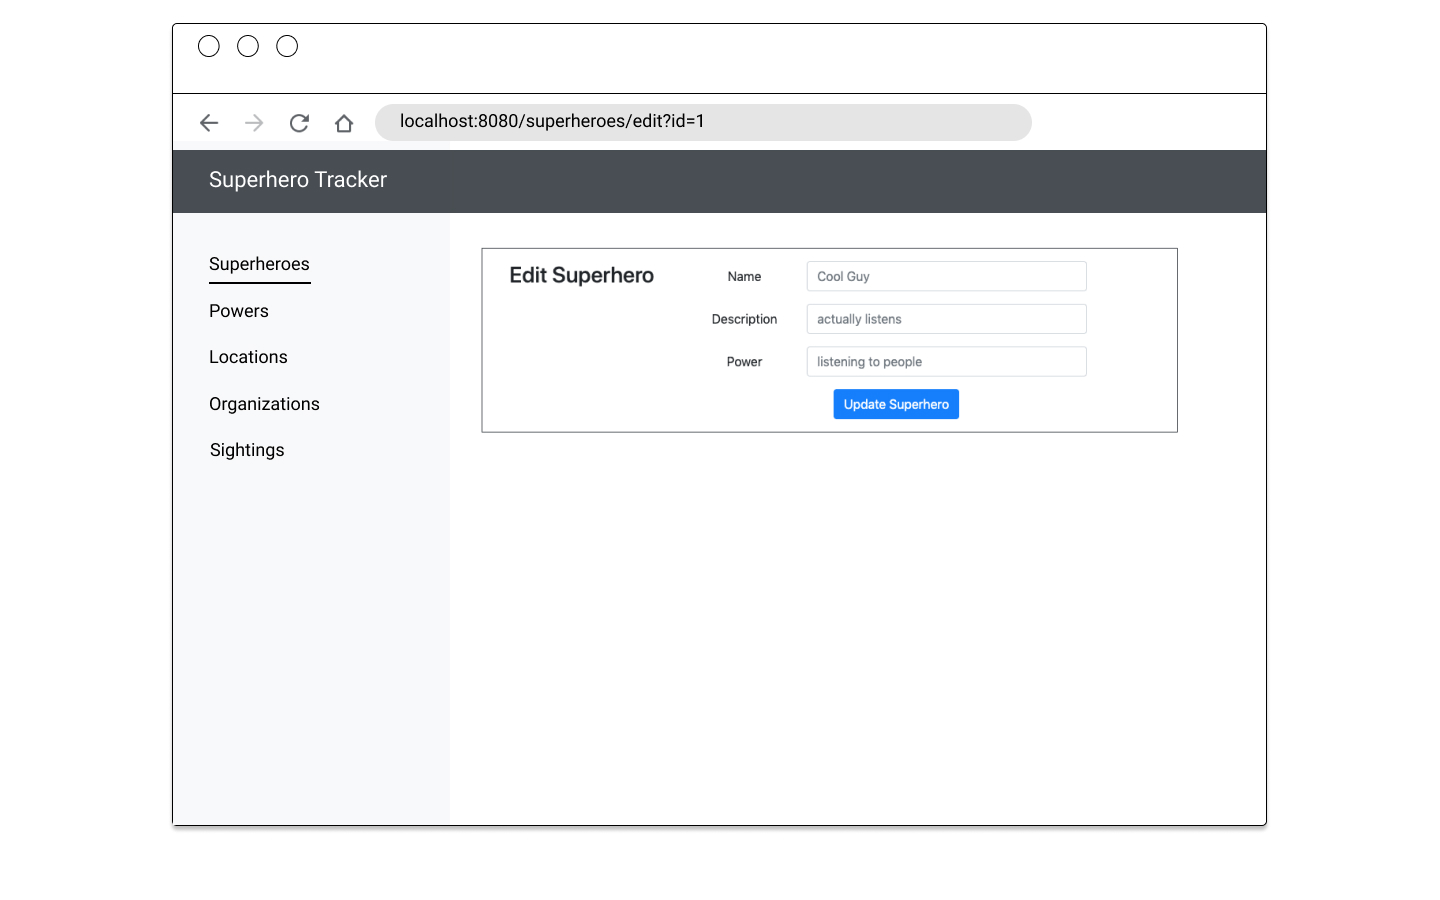 localhost:8080/superheroes/edit?id=1
Superhero Tracker
Superheroes
Powers
Locations
Organizations
Sightings
Edit Superhero
Name
Cool Guy
Description
actually listens
Power
listening to people
Update Superhero